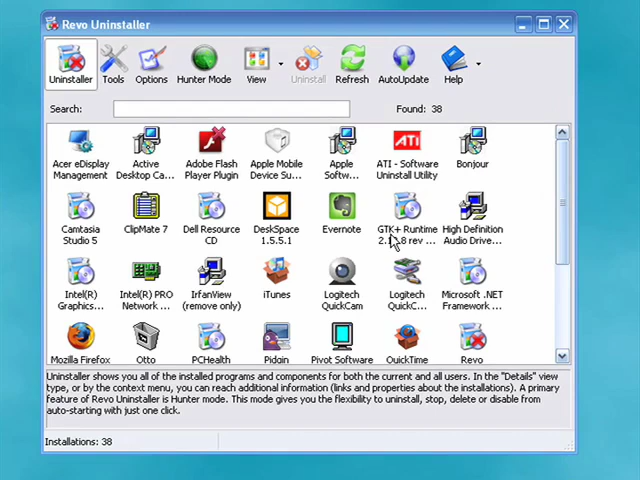 Revo Uninstaller
Uninstaller Tools Options Hunter Mode View Uninstall Refresh AutoUpdate Help
Search: Found: 38
Acer eDisplay Active Adobe Flash Apple Mobile Apple ATI - Software Bonjour
Management Desktop Ca... Player Plugin Device Su... Softw... Uninstall Utility
ATI
Camtasia ClipMate 7 Dell Resource DeskSpace Evernote GTK+ Runtime High Definition
Studio 5 CD 1.5.5.1 rev ... Audio Drive...
Intel(R) Intel(R) PRO IrfanView iTunes Logitech Logitech Microsoft .NET
Graphics... Network ... (remove only) QuickCam QuickC... Framework ...
Mozilla Firefox Otto PCHealth Pidgin Pivot Software QuickTime Revo
Uninstaller shows you all of the installed programs and components for both the current and all users. In the "Details" view
type, or by the context menu, you can reach additional information (links and properties about the installations). A primary
feature of Revo Uninstaller is Hunter mode. This mode gives you the flexibility to uninstall, stop, delete or disable from
auto-starting with just one click.
Installations: 38